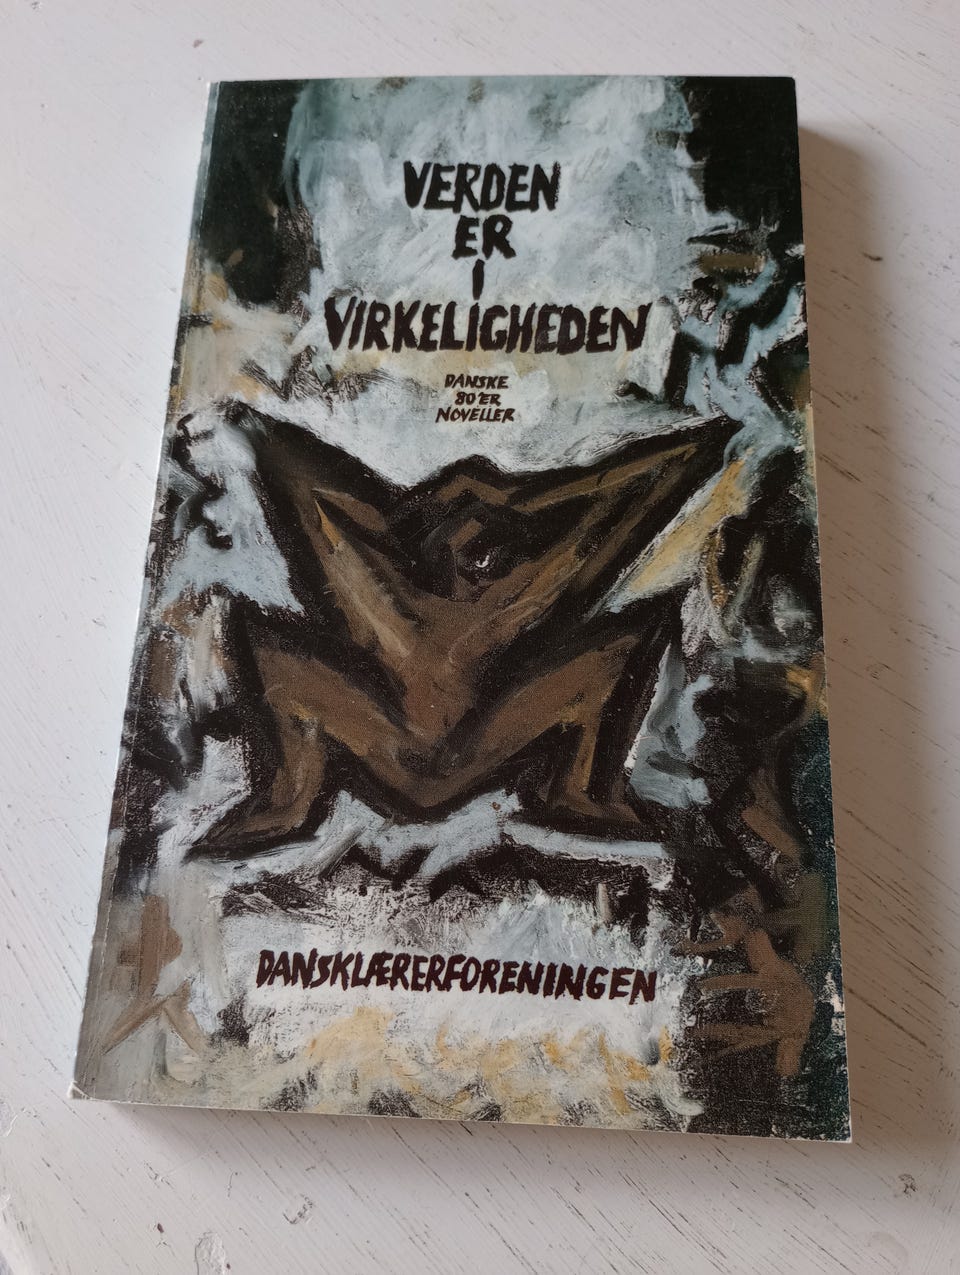 VERDEN
ER
I
VIRKELIGHEDEN
DANSKE
80'ER
NOVELLER
DANSKLÆRERFORENINGEN